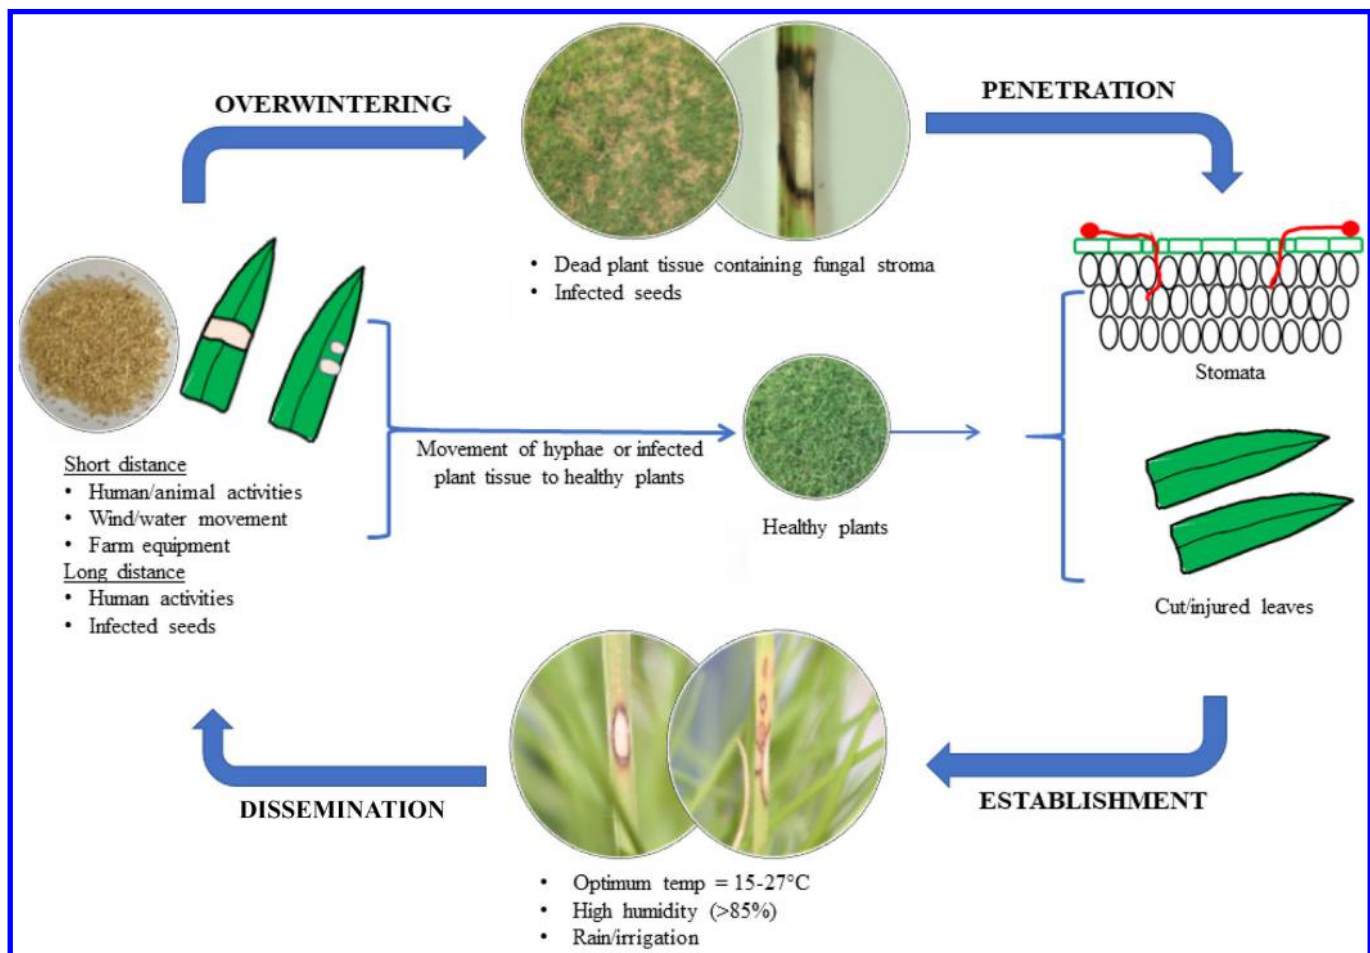 OVERWINTERING
PENETRATION
• Dead plant tissue containing fungal stroma
• Infected seeds
Stomata
Movement of hyphae or infected
plant tissue to healthy plants
Healthy plants
Cut/injured leaves
Short distance
• Human/animal activities
• Wind/water movement
• Farm equipment
Long distance
• Human activities
• Infected seeds
DISSEMINATION
ESTABLISHMENT
• Optimum temp = 15-27°C
• High humidity (>85%)
• Rain/irrigation